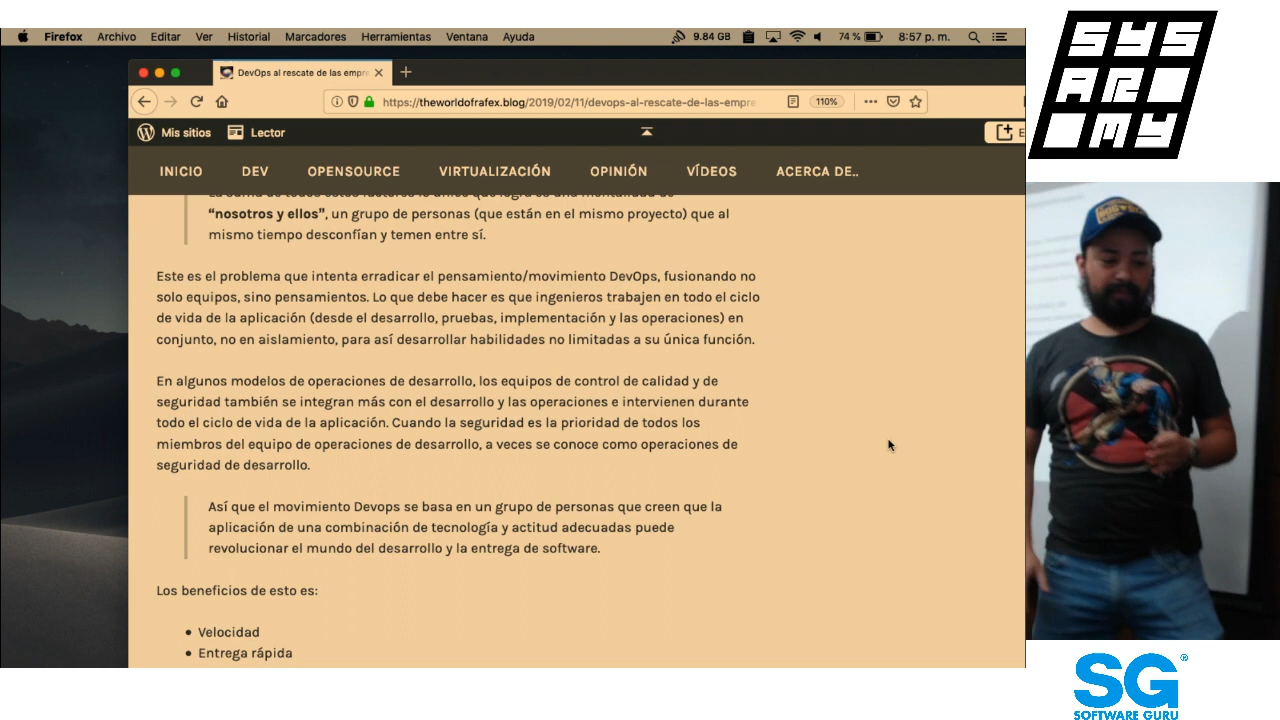 Firefox Archivo Editar Ver Historial Marcadores Herramientas Ventana Ayuda 9.84 GB 74 % 8:57 p. m.
DevOps al rescate de las empre
https://theworldofrafex.blog/2019/02/11/devops-al-rescate-de-las-empre 110%
Mis sitios Lector E
INICIO DEV OPENSOURCE VIRTUALIZACIÓN OPINIÓN VÍDEOS ACERCA DE..
“nosotros y ellos”, un grupo de personas (que están en el mismo proyecto) que al
mismo tiempo desconfían y temen entre sí.
Este es el problema que intenta erradicar el pensamiento/movimiento DevOps, fusionando no
solo equipos, sino pensamientos. Lo que debe hacer es que ingenieros trabajen en todo el ciclo
de vida de la aplicación (desde el desarrollo, pruebas, implementación y las operaciones) en
conjunto, no en aislamiento, para así desarrollar habilidades no limitadas a su única función.
En algunos modelos de operaciones de desarrollo, los equipos de control de calidad y de
seguridad también se integran más con el desarrollo y las operaciones e intervienen durante
todo el ciclo de vida de la aplicación. Cuando la seguridad es la prioridad de todos los
miembros del equipo de operaciones de desarrollo, a veces se conoce como operaciones de
seguridad de desarrollo.
Así que el movimiento Devops se basa en un grupo de personas que creen que la
aplicación de una combinación de tecnología y actitud adecuadas puede
revolucionar el mundo del desarrollo y la entrega de software.
Los beneficios de esto es:
• Velocidad
• Entrega rápida
SYS
AR
MY
SG®
SOFTWARE GURU